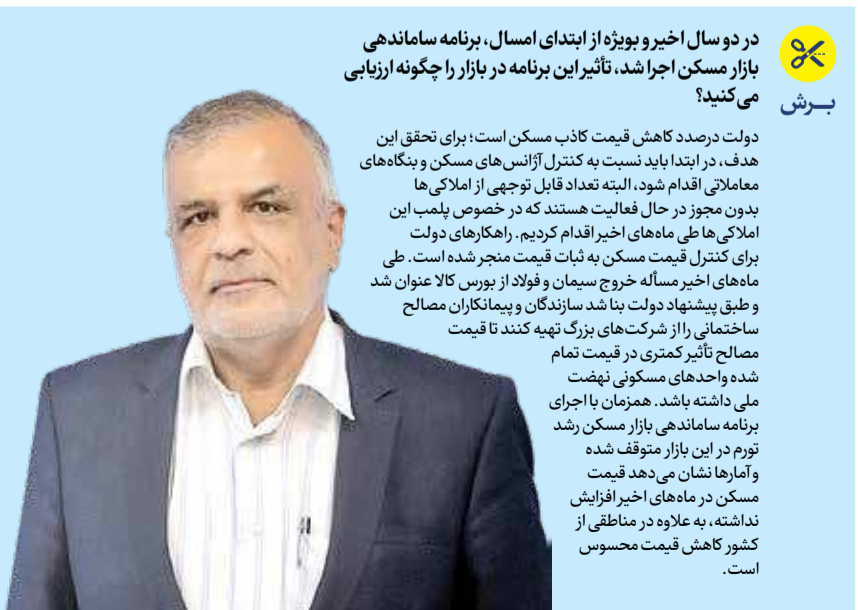 برش
در دو سال اخیر و بویژه از ابتدای امسال، برنامه ساماندهی
بازار مسکن اجرا شد، تأثیر این برنامه در بازار را چگونه ارزیابی
می‌کنید؟
دولت درصدد کاهش قیمت کاذب مسکن است؛ برای تحقق این
هدف، در ابتدا باید نسبت به کنترل آژانس‌های مسکن و بنگاه‌های
معاملاتی اقدام شود، البته تعداد قابل توجهی از املاکی‌ها
بدون مجوز در حال فعالیت هستند که در خصوص پلمب این
املاکی‌ها طی ماه‌های اخیر اقدام کردیم. راهکارهای دولت
برای کنترل قیمت مسکن به ثبات قیمت منجر شده است. طی
ماه‌های اخیر مسأله خروج سیمان و فولاد از بورس کالا عنوان شد
و طبق پیشنهاد دولت بنا شد سازندگان و پیمانکاران مصالح
ساختمانی را از شرکت‌های بزرگ تهیه کنند تا قیمت
مصالح تأثیر کمتری در قیمت تمام
شده واحدهای مسکونی نهضت
ملی داشته باشد. همزمان با اجرای
برنامه ساماندهی بازار مسکن رشد
تورم در این بازار متوقف شده
و آمارها نشان می‌دهد قیمت
مسکن در ماه‌های اخیر افزایش
نداشته، به علاوه در مناطقی از
کشور کاهش قیمت محسوس
است.